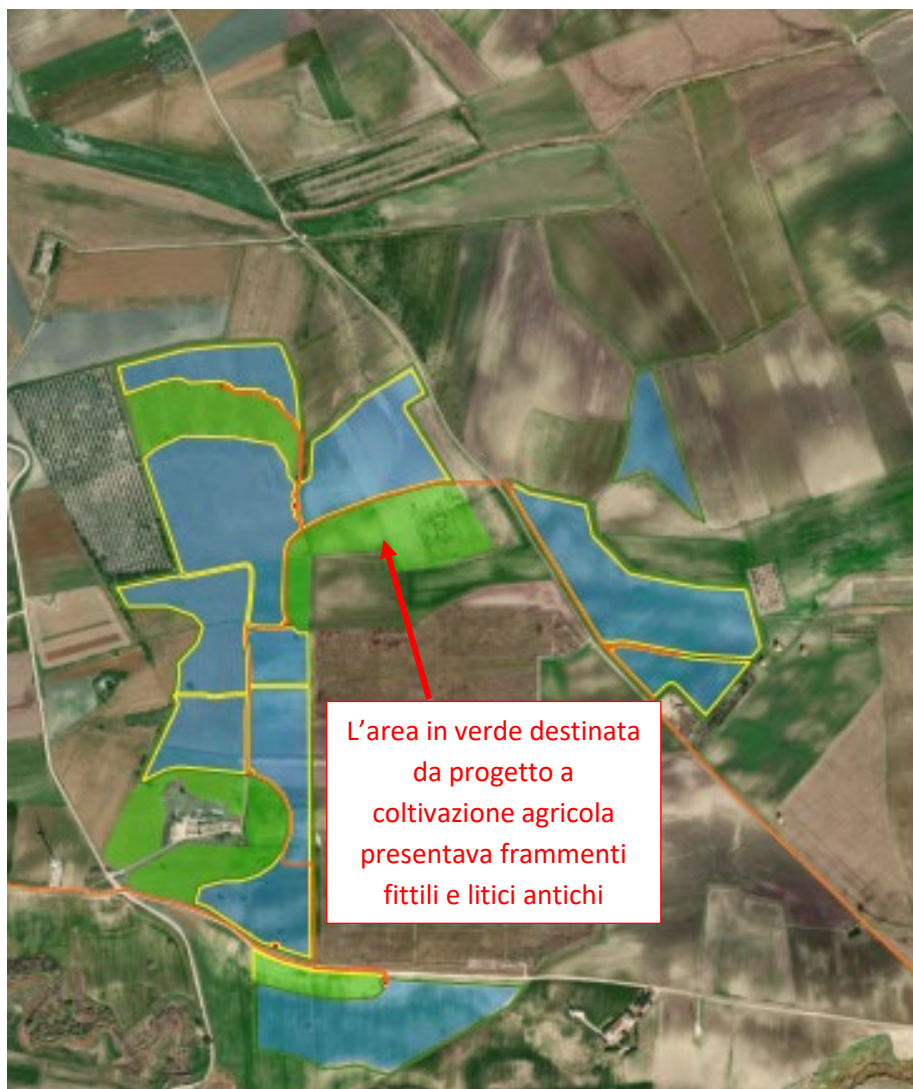 L’area in verde destinata
da progetto a
coltivazione agricola
presentava frammenti
fittili e litici antichi